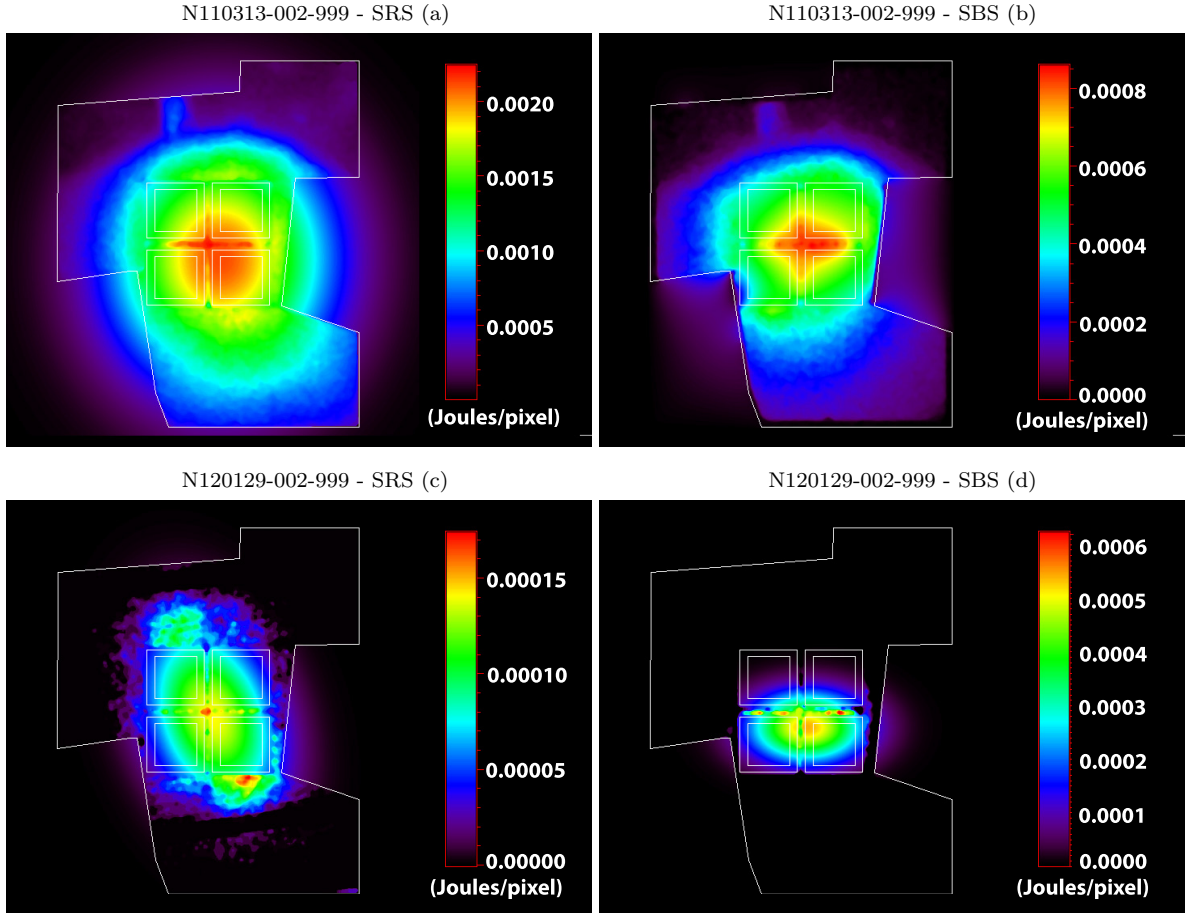 N110313-002-999 - SRS (a)
N110313-002-999 - SBS (b)
0.0020
0.0015
0.0010
0.0005
(Joules/pixel)
0.0008
0.0006
0.0004
0.0002
0.0000
(Joules/pixel)
N120129-002-999 - SRS (c)
N120129-002-999 - SBS (d)
0.00015
0.00010
0.00005
0.00000
(Joules/pixel)
0.0006
0.0005
0.0004
0.0003
0.0002
0.0001
0.0000
(Joules/pixel)